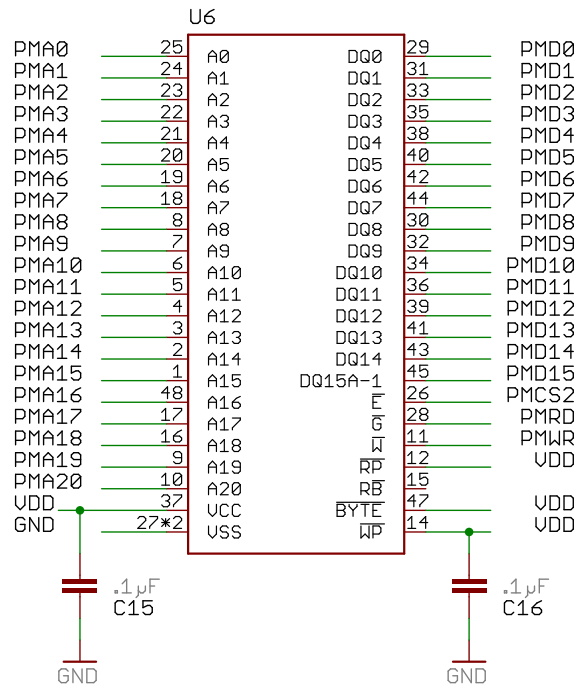 U6
PMA0 25 A0 DQ0 29 PMD0
PMA1 24 A1 DQ1 31 PMD1
PMA2 23 A2 DQ2 33 PMD2
PMA3 22 A3 DQ3 35 PMD3
PMA4 21 A4 DQ4 38 PMD4
PMA5 20 A5 DQ5 40 PMD5
PMA6 19 A6 DQ6 42 PMD6
PMA7 18 A7 DQ7 44 PMD7
PMA8 8 A8 DQ8 30 PMD8
PMA9 7 A9 DQ9 32 PMD9
PMA10 6 A10 DQ10 34 PMD10
PMA11 5 A11 DQ11 36 PMD11
PMA12 4 A12 DQ12 39 PMD12
PMA13 3 A13 DQ13 41 PMD13
PMA14 2 A14 DQ14 43 PMD14
PMA15 1 A15 DQ15A-1 45 PMD15
PMA16 48 A16 E 26 PMCS2
PMA17 17 A17 G 28 PMRD
PMA18 16 A18 W 11 PMWR
PMA19 9 A19 RP 12 VDD
PMA20 10 A20 RB 15
VDD 37 VCC BYTE 47 VDD
GND 27*2 VSS WP 14 VDD
.1µF .1µF
C15 C16
GND GND